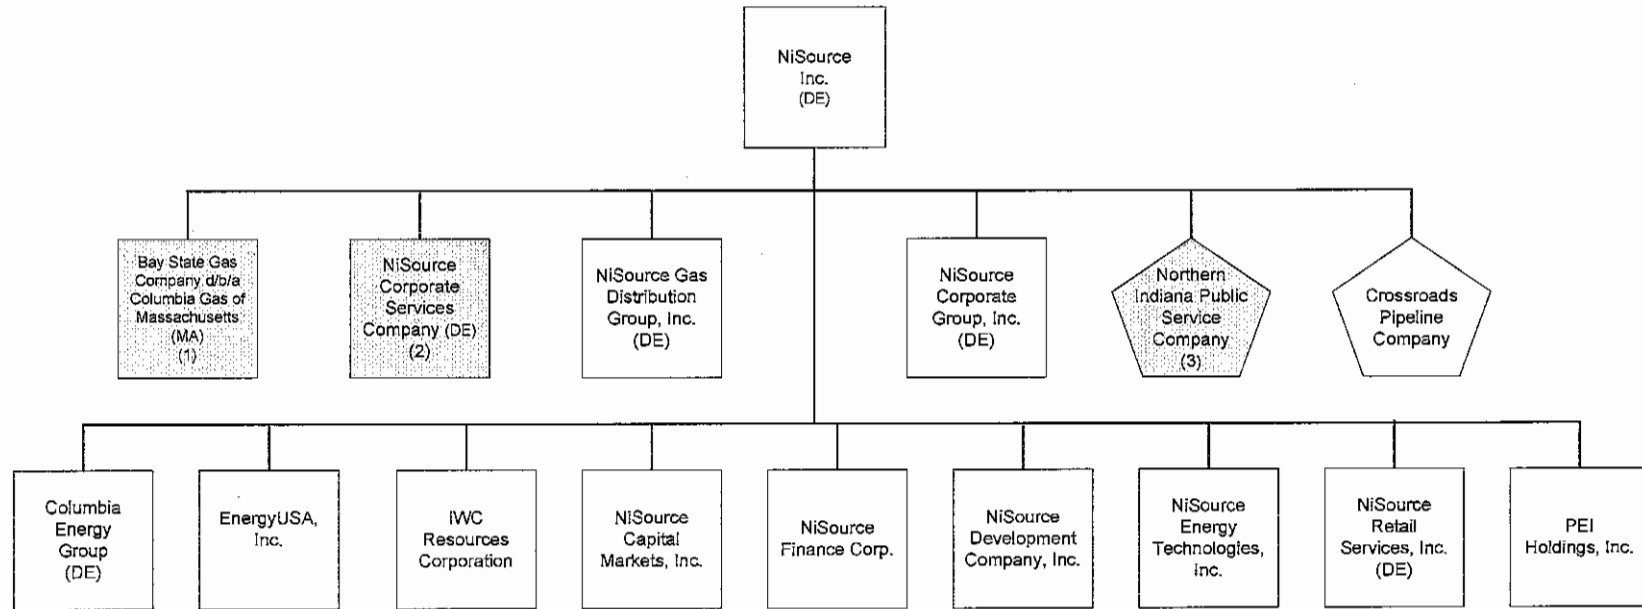 NiSource
Inc.
(DE)
Bay State Gas
Company d/b/a
Columbia Gas of
Massachusetts
(MA)
(1)
NiSource
Corporate
Services
Company (DE)
(2)
NiSource Gas
Distribution
Group, Inc.
(DE)
NiSource
Corporate
Group, Inc.
(DE)
Northern
Indiana Public
Service
Company
(3)
Crossroads
Pipeline
Company
Columbia
Energy
Group
(DE)
EnergyUSA,
Inc.
IWC
Resources
Corporation
NiSource
Capital
Markets, Inc.
NiSource
Finance Corp.
NiSource
Development
Company, Inc.
NiSource
Energy
Technologies,
Inc.
NiSource
Retail
Services, Inc.
(DE)
PEI
Holdings, Inc.